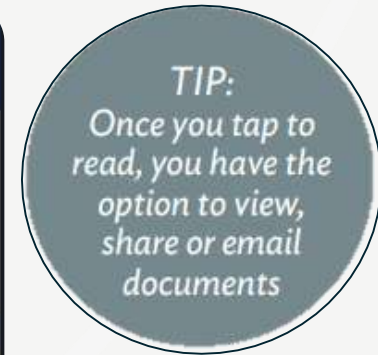 TIP:
Once you tap to
read, you have the
option to view,
share or email
documents